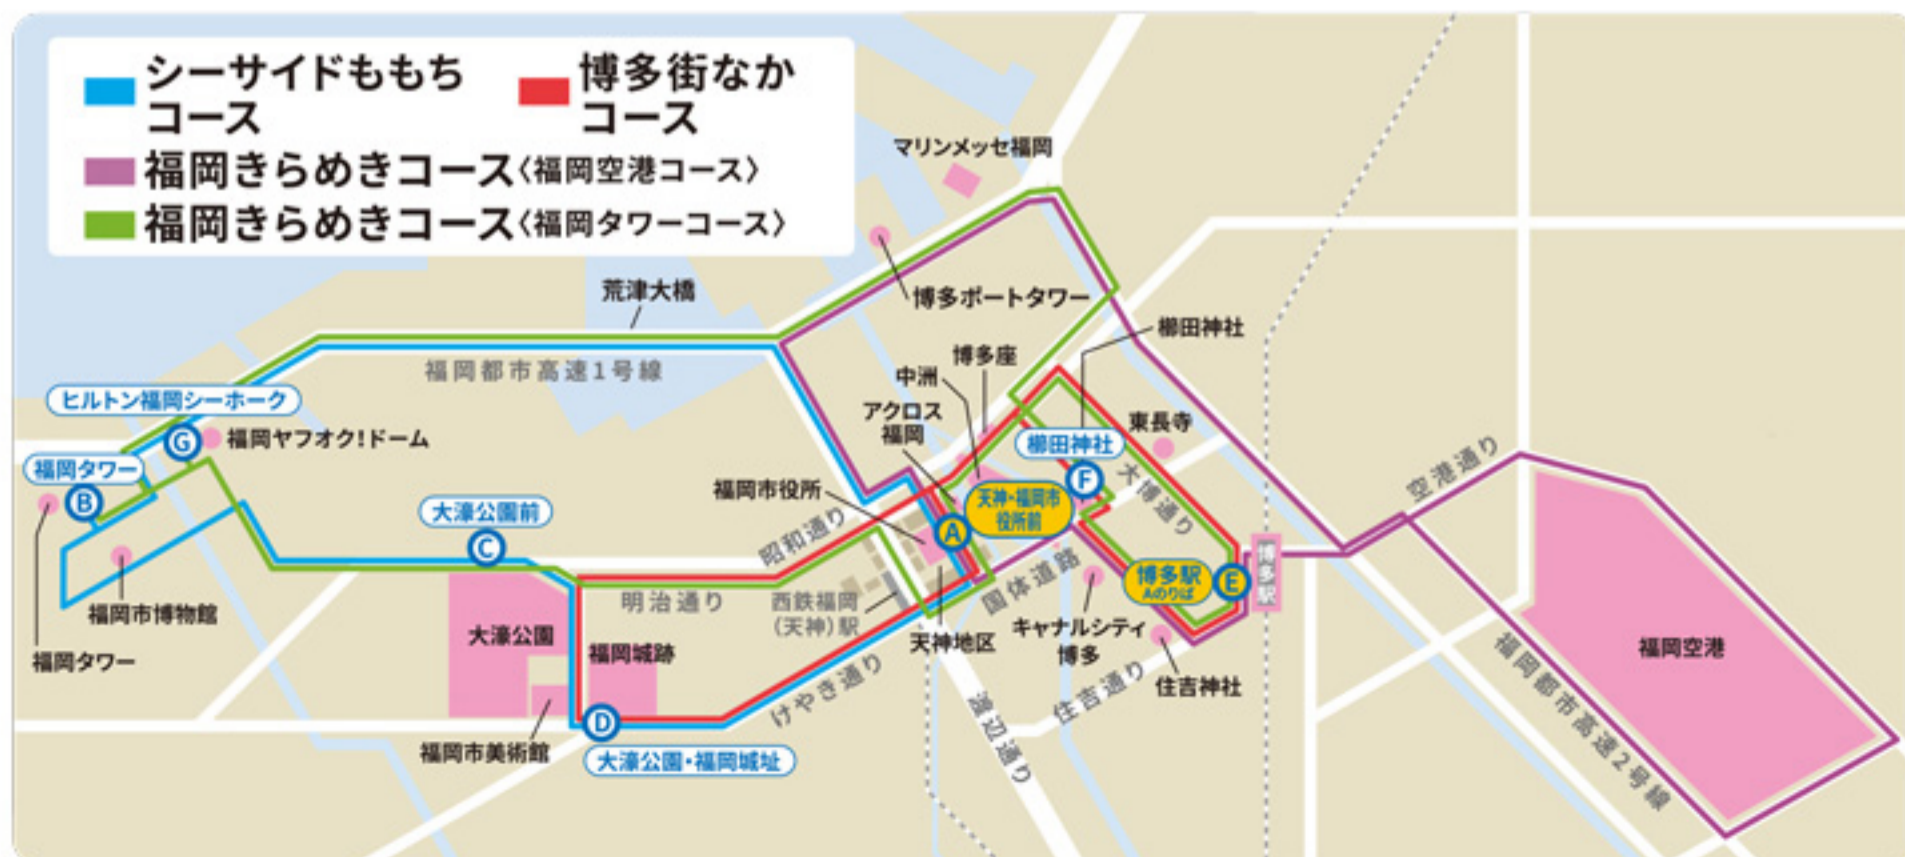 シーサイドももち
コース
博多街なか
コース
福岡きらめきコース〈福岡空港コース〉
福岡きらめきコース〈福岡タワーコース〉
マリンメッセ福岡
荒津大橋
博多ポートタワー
福岡都市高速1号線
櫛田神社
博多座
中洲
アクロス
福岡
東長寺
ヒルトン福岡シーホーク
G
福岡ヤフオク!ドーム
福岡タワー
B
櫛田神社
F
大博通り
空港通り
福岡市役所
天神・福岡市
役所前
A
大濠公園前
C
昭和通り
国体道路
博多駅
Aのりば
E
博多駅
福岡市博物館
福岡タワー
明治通り
西鉄福岡
(天神)駅
天神地区
キャナルシティ
博多
住吉神社
住吉通り
大濠公園
福岡城跡
けやき通り
渡辺通り
福岡空港
福岡都市高速2号線
D
福岡市美術館
大濠公園・福岡城址